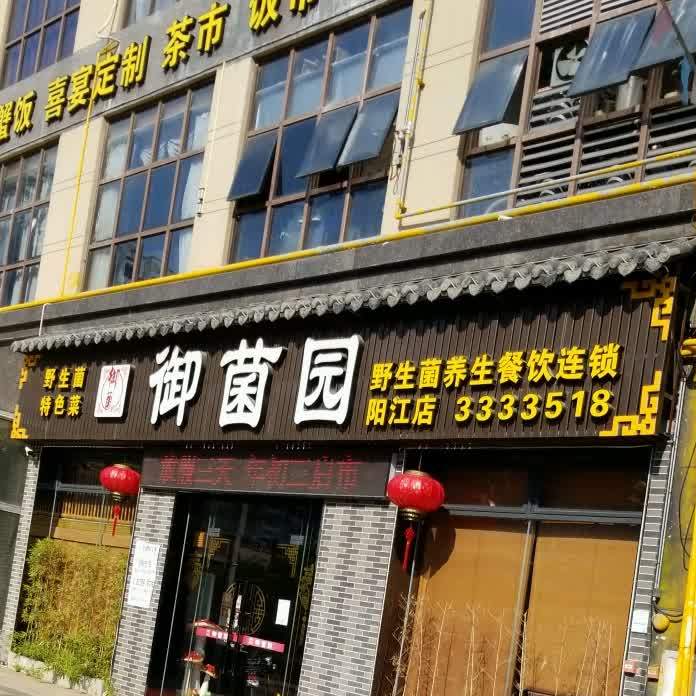 蟹饭 喜宴定制 茶市 饭市
野生菌
特色菜
御菌园
野生菌养生餐饮连锁
阳江店 3333518